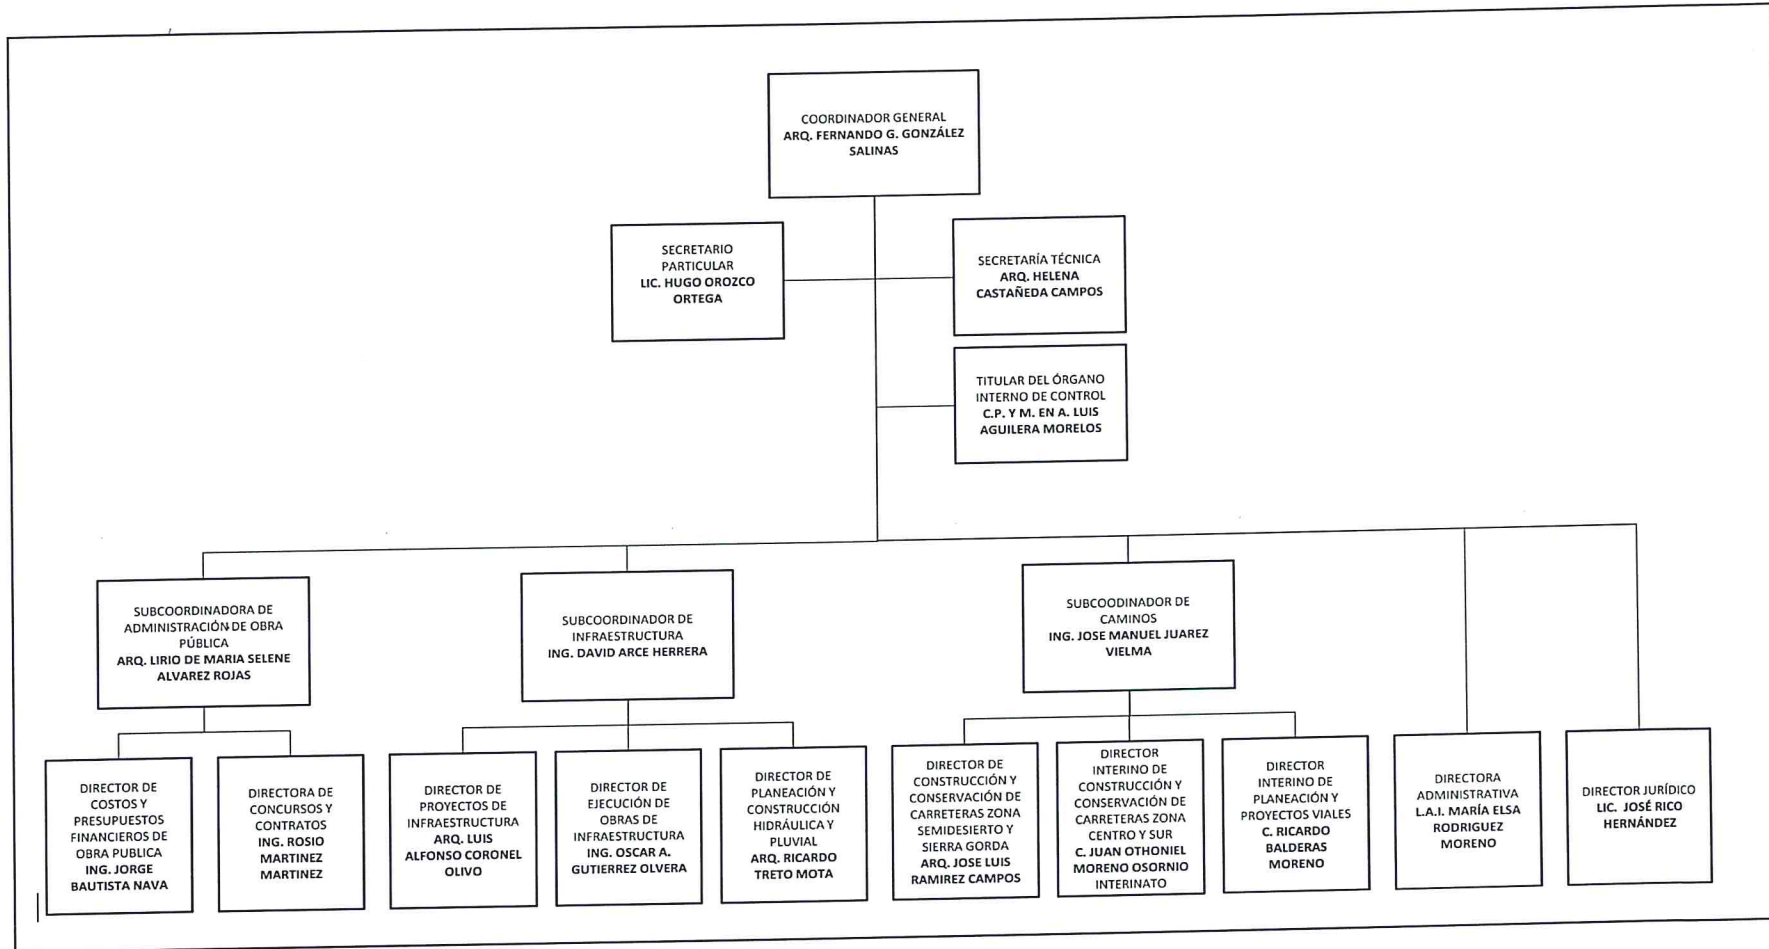 COORDINADOR GENERAL
ARQ. FERNANDO G. GONZÁLEZ
SALINAS
SECRETARIO
PARTICULAR
LIC. HUGO OROZCO
ORTEGA
SECRETARÍA TÉCNICA
ARQ. HELENA
CASTAÑEDA CAMPOS
TITULAR DEL ÓRGANO
INTERNO DE CONTROL
C.P. Y M. EN A. LUIS
AGUILERA MORELOS
SUBCOORDINADORA DE
ADMINISTRACIÓN DE OBRA
PÚBLICA
ARQ. LIRIO DE MARIA SELENE
ALVAREZ ROJAS
SUBCOORDINADOR DE
INFRAESTRUCTURA
ING. DAVID ARCE HERRERA
SUBCOODINADOR DE
CAMINOS
ING. JOSE MANUEL JUAREZ
VIELMA
DIRECTOR DE
COSTOS Y
PRESUPUESTOS
FINANCIEROS DE
OBRA PUBLICA
ING. JORGE
BAUTISTA NAVA
DIRECTORA DE
CONCURSOS Y
CONTRATOS
ING. ROSIO
MARTINEZ
MARTINEZ
DIRECTOR DE
PROYECTOS DE
INFRAESTRUCTURA
ARQ. LUIS
ALFONSO CORONEL
OLIVO
DIRECTOR DE
EJECUCIÓN DE
OBRAS DE
INFRAESTRUCTURA
ING. OSCAR A.
GUTIERREZ OLVERA
DIRECTOR DE
PLANEACIÓN Y
CONSTRUCCIÓN
HIDRÁULICA Y
PLUVIAL
ARQ. RICARDO
TRETO MOTA
DIRECTOR DE
CONSTRUCCIÓN Y
CONSERVACIÓN DE
CARRETERAS ZONA
SEMIDESIERTO Y
SIERRA GORDA
ARQ. JOSE LUIS
RAMIREZ CAMPOS
DIRECTOR
INTERINO DE
CONSTRUCCIÓN Y
CONSERVACIÓN DE
CARRETERAS ZONA
CENTRO Y SUR
C. JUAN OTHONIEL
MORENO OSORNIO
INTERINATO
DIRECTOR
INTERINO DE
PLANEACIÓN Y
PROYECTOS VIALES
C. RICARDO
BALDERAS
MORENO
DIRECTORA
ADMINISTRATIVA
L.A.I. MARÍA ELSA
RODRIGUEZ
MORENO
DIRECTOR JURÍDICO
LIC. JOSÉ RICO
HERNÁNDEZ